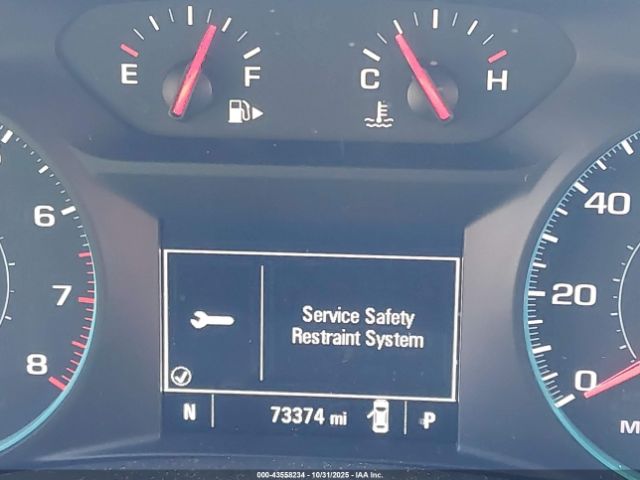 E
F
C
H
6
7
8
40
20
0
M
Service Safety
Restraint System
N
73374 mi
P
000-43558234 - 10/31/2025 - IAA Inc.